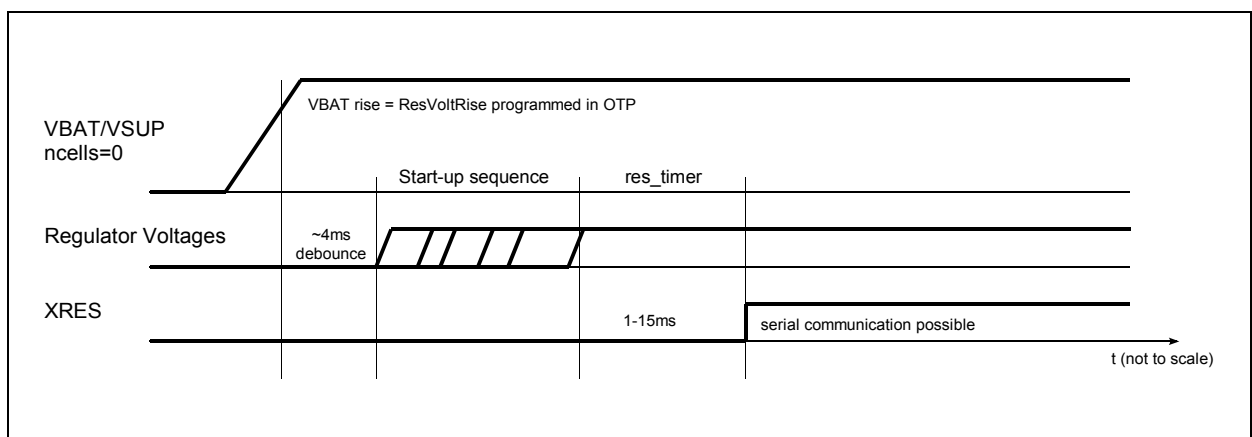 VBAT/VSUP
ncells=0
VBAT rise = ResVoltRise programmed in OTP
Start-up sequence
res_timer
Regulator Voltages
~4ms
debounce
XRES
1-15ms
serial communication possible
t (not to scale)